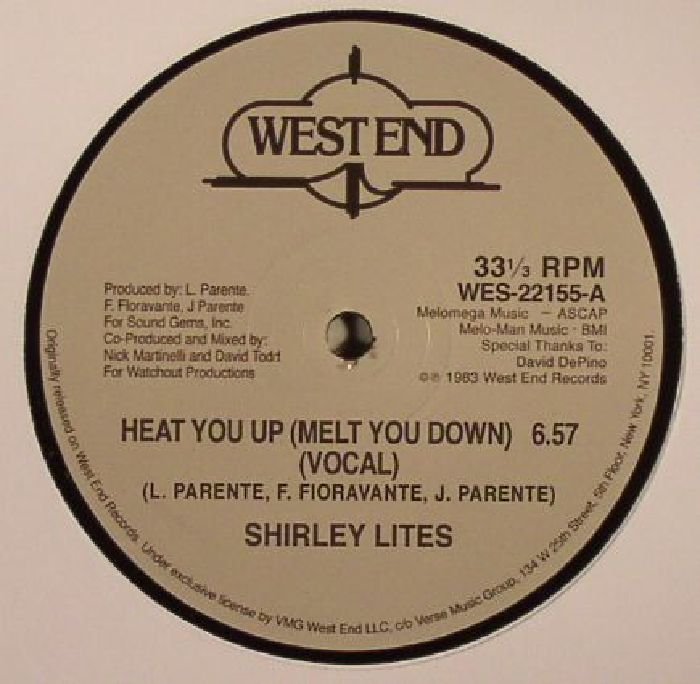 WEST END
33 1/3 RPM
WES-22155-A
Melomega Music - ASCAP
Melo-Man Music - BMI
Special Thanks To:
David DePino
©℗ 1983 West End Records
Produced by: L. Parente.
F. Floravante, J Parente
For Sound Gems, Inc.
Co-Produced and Mixed by:
Nick Martinelli and David Todd
For Watchout Productions
HEAT YOU UP (MELT YOU DOWN) 6.57
(VOCAL)
(L. PARENTE, F. FIORAVANTE, J. PARENTE)
SHIRLEY LITES
Originally released on West End Records. Under exclusive license by VMG West End LLC, c/o Verse Music Group, 134 W 25th Street, 5th Floor, New York, NY 10001.